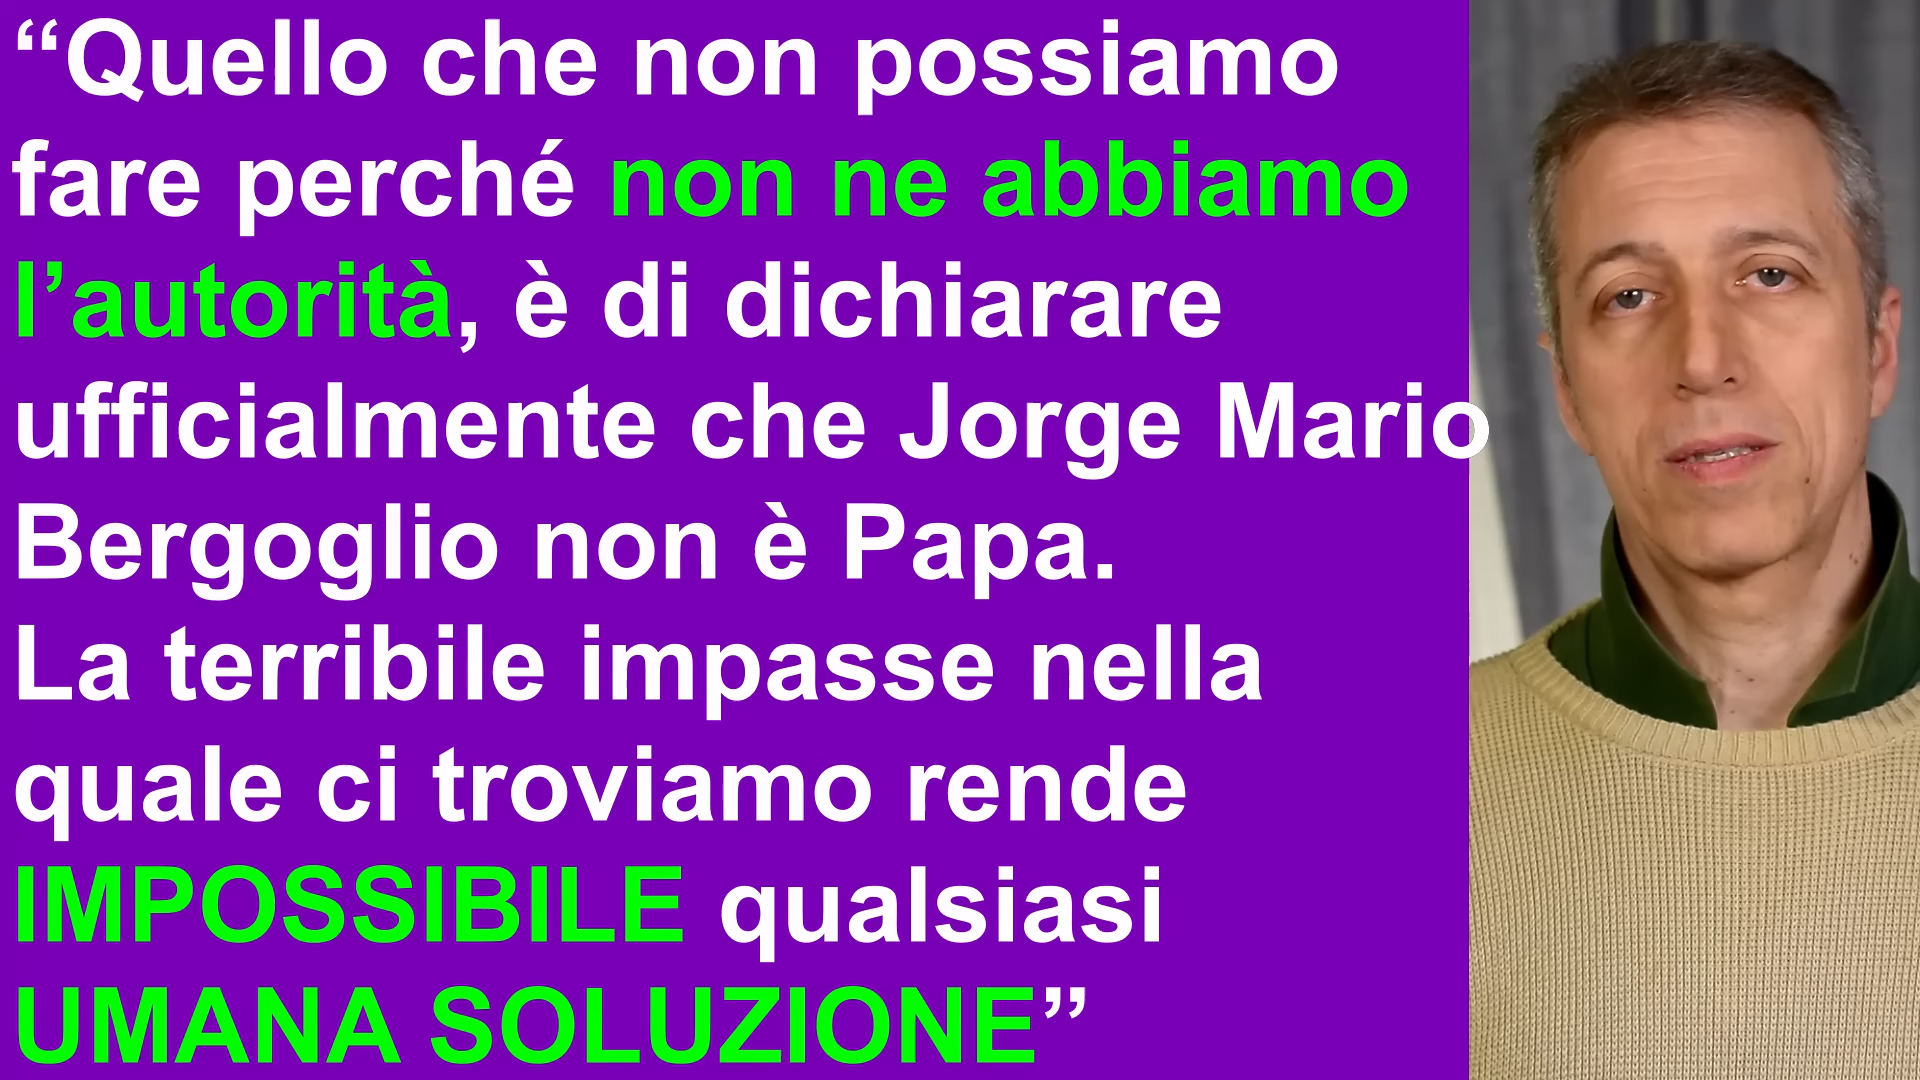 “Quello che non possiamo
fare perché non ne abbiamo
l’autorità, è di dichiarare
ufficialmente che Jorge Mario
Bergoglio non è Papa.
La terribile impasse nella
quale ci troviamo rende
IMPOSSIBILE qualsiasi
UMANA SOLUZIONE”